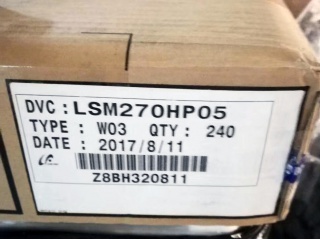 DVC : LSM270HP05
TYPE : W03 QTY : 240
DATE : 2017/8/11
Z8BH320811